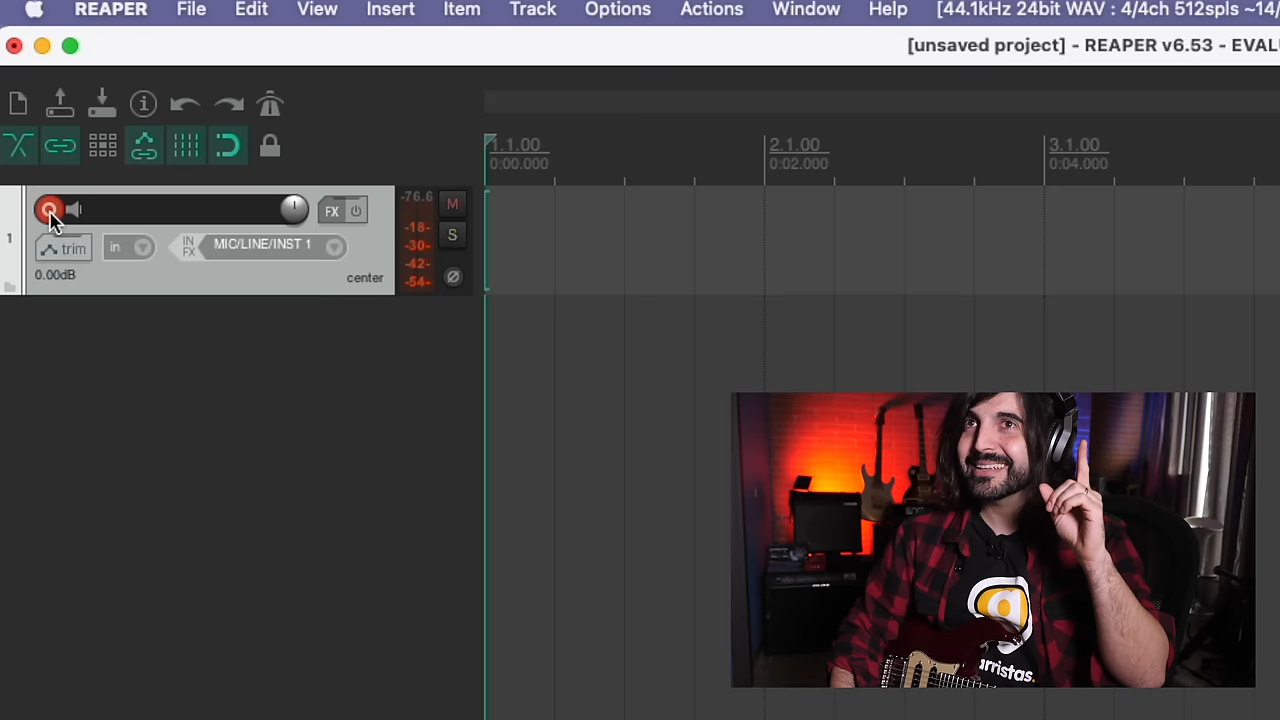 REAPER File Edit View Insert Item Track Options Actions Window Help [44.1kHz 24bit WAV : 4/4ch 512spls ~14/
[unsaved project] - REAPER v6.53 - EVAL
1.1.00 2.1.00 3.1.00
0:00.000 0:02.000 0:04.000
1
FX
-76.6
M
trim
in
IN
FX
MIC/LINE/INST 1
-18-
S
-30-
-42-
0.00dB
center
-54-
arristas.